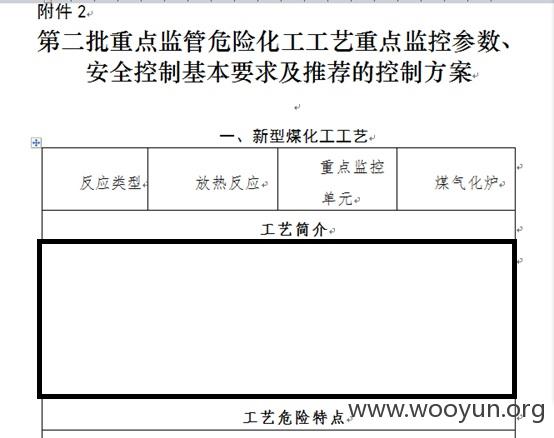 附件 2
第二批重点监管危险化工工艺重点监控参数、
安全控制基本要求及推荐的控制方案
一、新型煤化工工艺
反应类型 放热反应 重点监控 煤气化炉
单元
工艺简介
工艺危险特点
www.wooyun.org